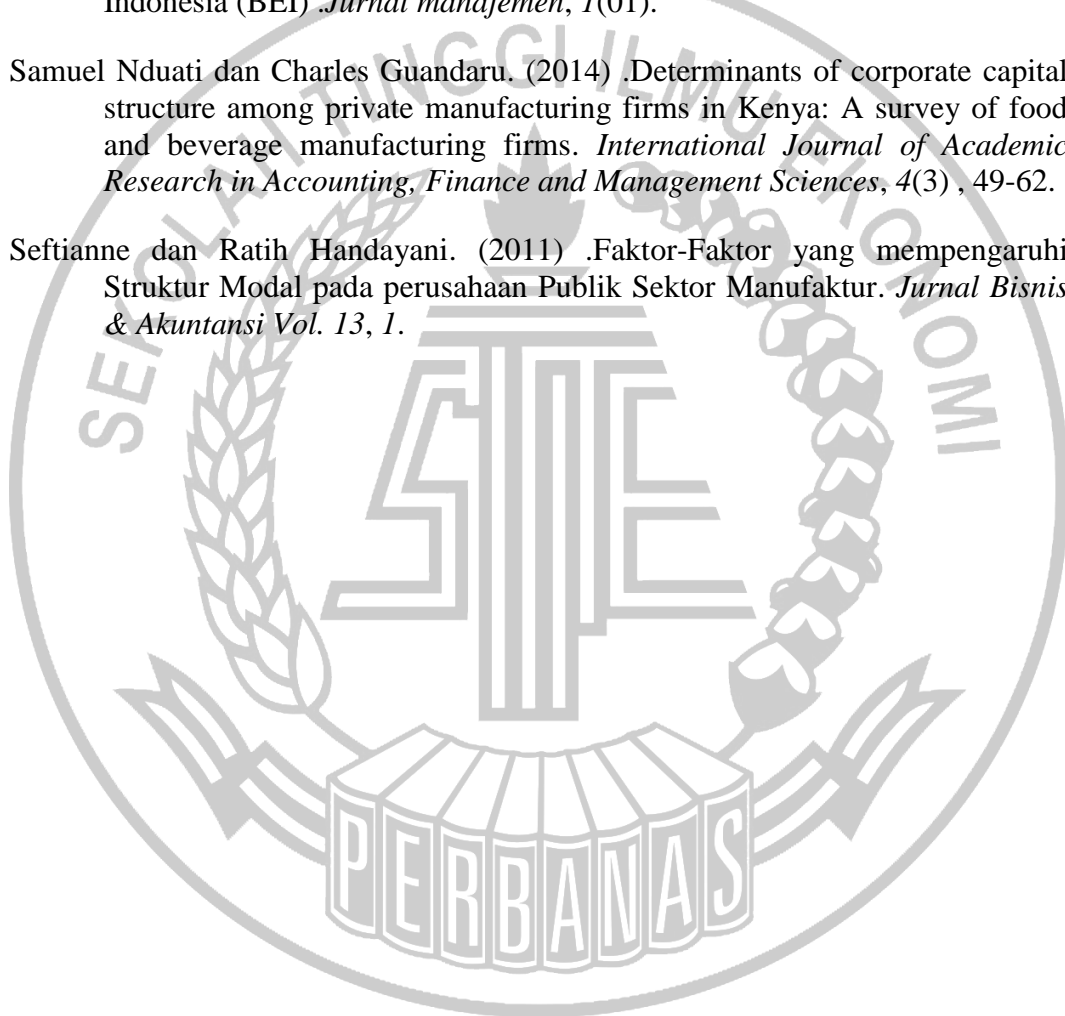 Indonesia (BEI) .Jurnal manajemen, 1(01).
Samuel Nduati dan Charles Guandaru. (2014) .Determinants of corporate capital
structure among private manufacturing firms in Kenya: A survey of food
and beverage manufacturing firms. International Journal of Academic
Research in Accounting, Finance and Management Sciences, 4(3) , 49-62.
Seftianne dan Ratih Handayani. (2011) .Faktor-Faktor yang mempengaruhi
Struktur Modal pada perusahaan Publik Sektor Manufaktur. Jurnal Bisnis
& Akuntansi Vol. 13, 1.
SEKOLAH TINGGI ILMU EKONOMI
STIE
PERBANAS